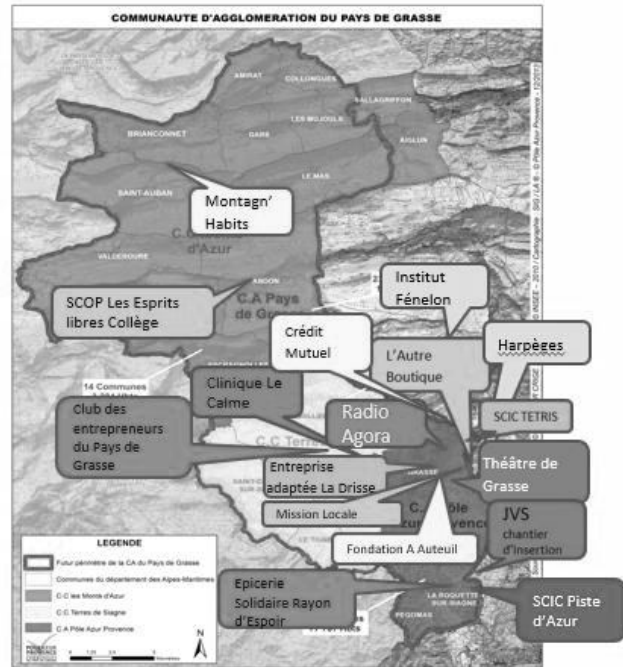 COMMUNAUTE D'AGGLOMERATION DU PAYS DE GRASSE
AMIRAT
COLLONGUES
SALLAGRIFFON
LES MUJOULS
BRIANCONNET
GARS
AIGLUN
LE MAS
SAINT-AUBAN
Montagn'
Habits
d'Azur
VALDEROURE
ANDON
C.A Pays
de
SCOP Les Esprits
libres Collège
Institut
Fénelon
Crédit
Mutuel
L'Autre
Boutique
Harpèges
14 Communes
Clinique Le
Calme
Radio
Agora
SCIC TETRIS
Club des
entrepreneurs
du Pays de
Grasse
C.C Terres
Entreprise
adaptée La Drisse
GRASSE
Théâtre de
Grasse
Mission Locale
JVS
chantier
d'insertion
Fondation A Auteuil
LEGENDE
Futur périmètre de la CA du Pays de Grasse
Communes du département des Alpes-Maritimes
C.C les Monts d'Azur
C.C Terres de Siagne
C.A Pôle Azur Provence
N
Epicerie
Solidaire Rayon
d'Espoir
LA ROQUETTE
SUR SIAGNE
PEGOMAS
SCIC Piste
d'Azur